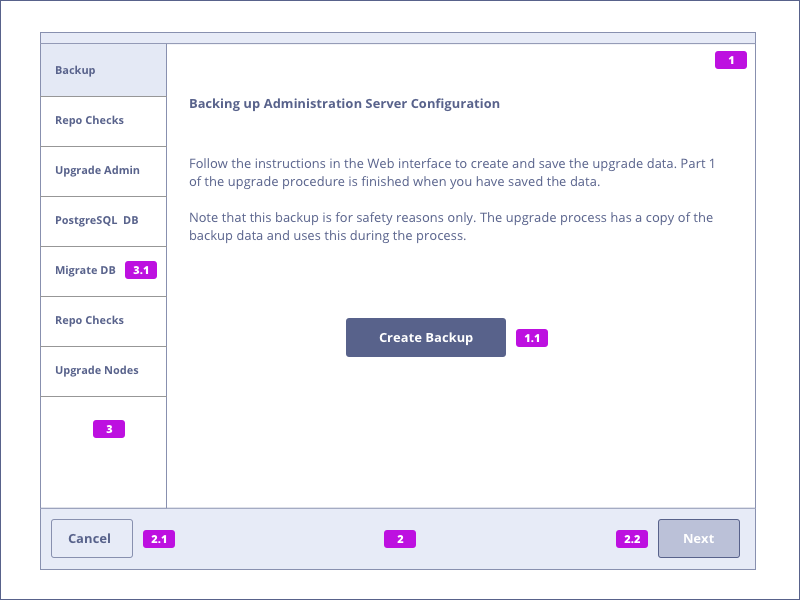 Backup
Repo Checks
Upgrade Admin
PostgreSQL  DB
Migrate DB 3.1
Repo Checks
Upgrade Nodes
3
1
Backing up Administration Server Configuration
Follow the instructions in the Web interface to create and save the upgrade data. Part 1
of the upgrade procedure is finished when you have saved the data.
Note that this backup is for safety reasons only. The upgrade process has a copy of the
backup data and uses this during the process.
Create Backup 1.1
Cancel 2.1 2 2.2 Next